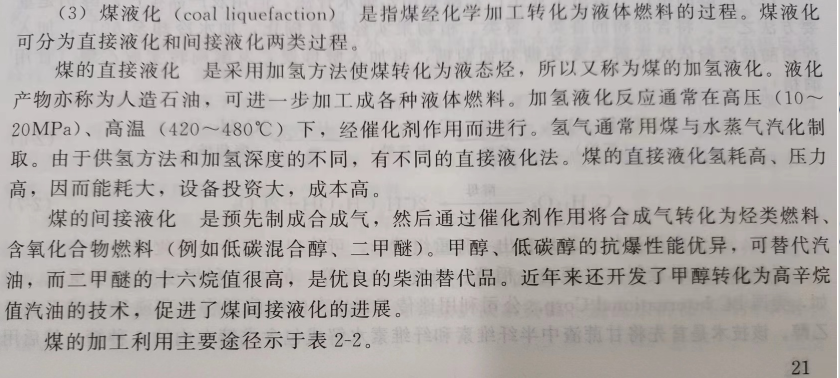 （3）煤液化（coal liquefaction） 是指煤经化学加工转化为液体燃料的过程。煤液化
可分为直接液化和间接液化两类过程。
煤的直接液化 是采用加氢方法使煤转化为液态烃，所以又称为煤的加氢液化。液化
产物亦称为人造石油，可进一步加工成各种液体燃料。加氢液化反应通常在高压（10～
20MPa）、高温（420～480℃）下，经催化剂作用而进行。氢气通常用煤与水蒸气汽化制
取。由于供氢方法和加氢深度的不同，有不同的直接液化法。煤的直接液化氢耗高、压力
高，因而能耗大，设备投资大，成本高。
煤的间接液化 是预先制成合成气，然后通过催化剂作用将合成气转化为烃类燃料、
含氧化合物燃料（例如低碳混合醇、二甲醚）。甲醇、低碳醇的抗爆性能优异，可替代汽
油，而二甲醚的十六烷值很高，是优良的柴油替代品。近年来还开发了甲醇转化为高辛烷
值汽油的技术，促进了煤间接液化的进展。
煤的加工利用主要途径示于表 2-2。
21